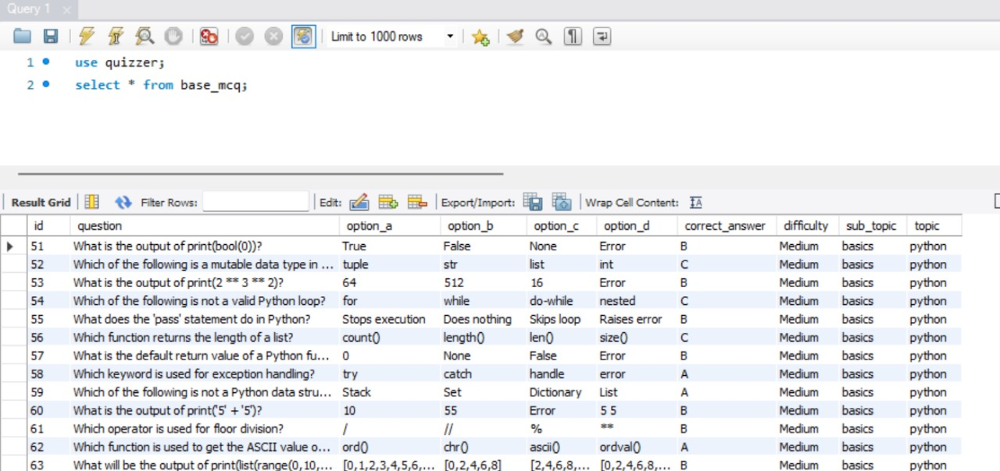 Query 1
Limit to 1000 rows
1 use quizzer;
2 select * from base_mcq;
Result Grid Filter Rows: Edit: Export/Import: Wrap Cell Content:
id question option_a option_b option_c option_d correct_answer difficulty sub_topic topic
51 What is the output of print(bool(0))? True False None Error B Medium basics python
52 Which of the following is a mutable data type in ... tuple str list int C Medium basics python
53 What is the output of print(2 ** 3 ** 2)? 64 512 16 Error B Medium basics python
54 Which of the following is not a valid Python loop? for while do-while nested C Medium basics python
55 What does the 'pass' statement do in Python? Stops execution Does nothing Skips loop Raises error B Medium basics python
56 Which function returns the length of a list? count() length() len() size() C Medium basics python
57 What is the default return value of a Python fu... 0 None False Error B Medium basics python
58 Which keyword is used for exception handling? try catch handle error A Medium basics python
59 Which of the following is not a Python data stru... Stack Set Dictionary List A Medium basics python
60 What is the output of print('5' + '5')? 10 55 Error 5 5 B Medium basics python
61 Which operator is used for floor division? / // % ** B Medium basics python
62 Which function is used to get the ASCII value o... ord() chr() ascii() ordval() A Medium basics python
63 What will be the output of print(list(range(0,10,... [0,1,2,3,4,5,6,... [0,2,4,6,8] [2,4,6,8,... [0,2,4,6,8,... B Medium basics python